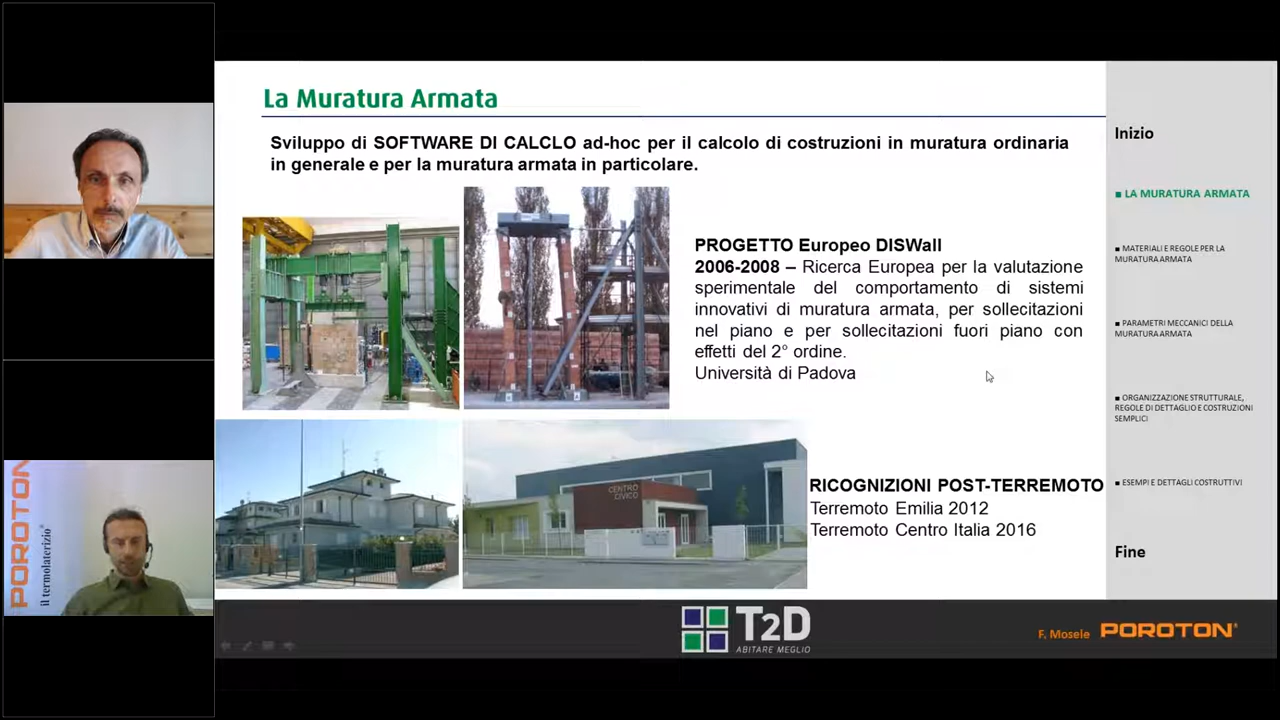 La Muratura Armata
Sviluppo di SOFTWARE DI CALCLO ad-hoc per il calcolo di costruzioni in muratura ordinaria
in generale e per la muratura armata in particolare.
PROGETTO Europeo DISWall
2006-2008 – Ricerca Europea per la valutazione
sperimentale del comportamento di sistemi
innovativi di muratura armata, per sollecitazioni
nel piano e per sollecitazioni fuori piano con
effetti del 2° ordine.
Università di Padova
CENTRO
CIVICO
RICOGNIZIONI POST-TERREMOTO
Terremoto Emilia 2012
Terremoto Centro Italia 2016
Inizio
■ LA MURATURA ARMATA
■ MATERIALI E REGOLE PER LA
MURATURA ARMATA
■ PARAMETRI MECCANICI DELLA
MURATURA ARMATA
■ ORGANIZZAZIONE STRUTTURALE,
REGOLE DI DETTAGLIO E COSTRUZIONI
SEMPLICI
■ ESEMPI E DETTAGLI COSTRUTTIVI
Fine
T2D
ABITARE MEGLIO
F. Mosele POROTON®
POROTON
il termolaterizio®